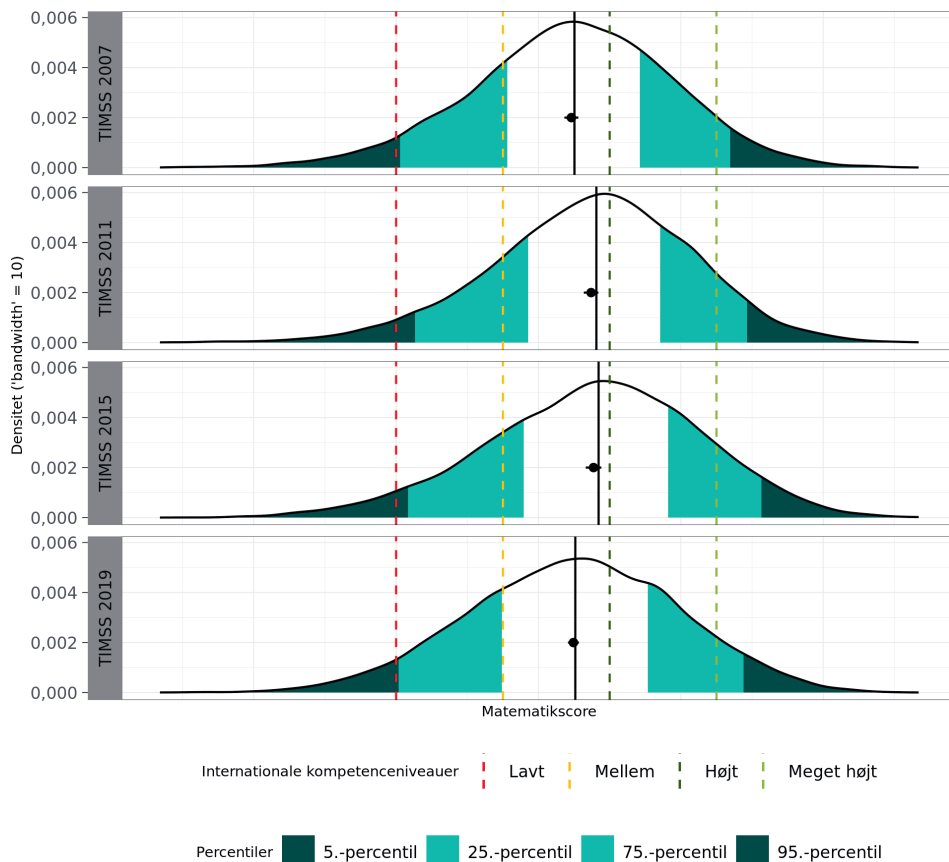 Densitet ('bandwidth' = 10)
TIMSS 2007
0,006
0,004
0,002
0,000
TIMSS 2011
0,006
0,004
0,002
0,000
TIMSS 2015
0,006
0,004
0,002
0,000
TIMSS 2019
0,006
0,004
0,002
0,000
Matematikscore
Internationale kompetenceniveauer Lavt Mellem Højt Meget højt
Percentiler 5.-percentil 25.-percentil 75.-percentil 95.-percentil